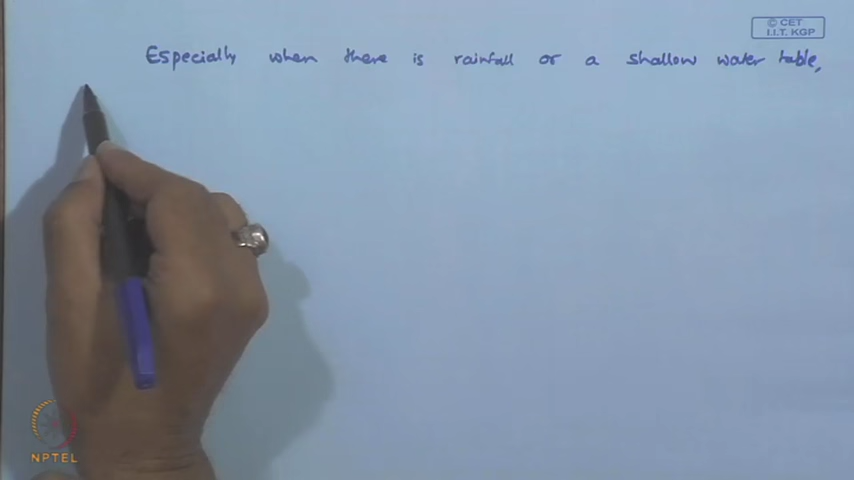 © CET
I.I.T. KGP
Especially when there is rainfall or a shallow water table,
NPTEL